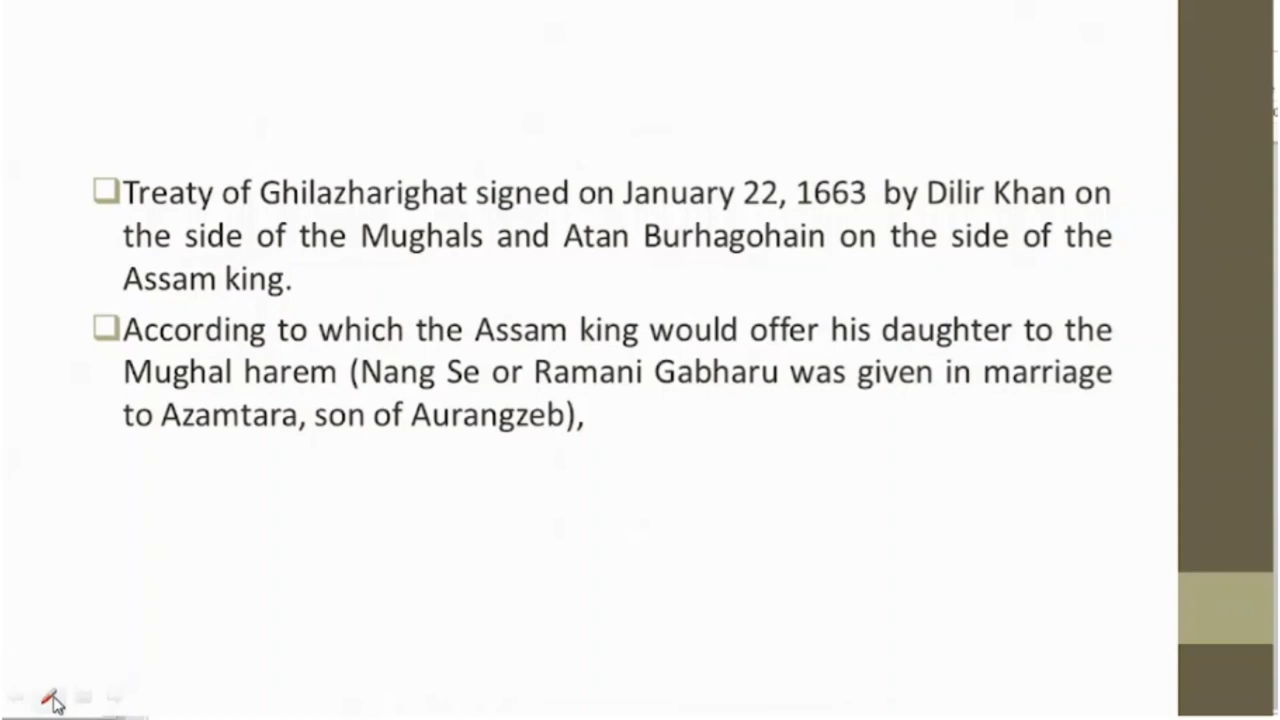 Treaty of Ghilazharighat signed on January 22, 1663 by Dilir Khan on
the side of the Mughals and Atan Burhagohain on the side of the
Assam king.
According to which the Assam king would offer his daughter to the
Mughal harem (Nang Se or Ramani Gabharu was given in marriage
to Azamtara, son of Aurangzeb),